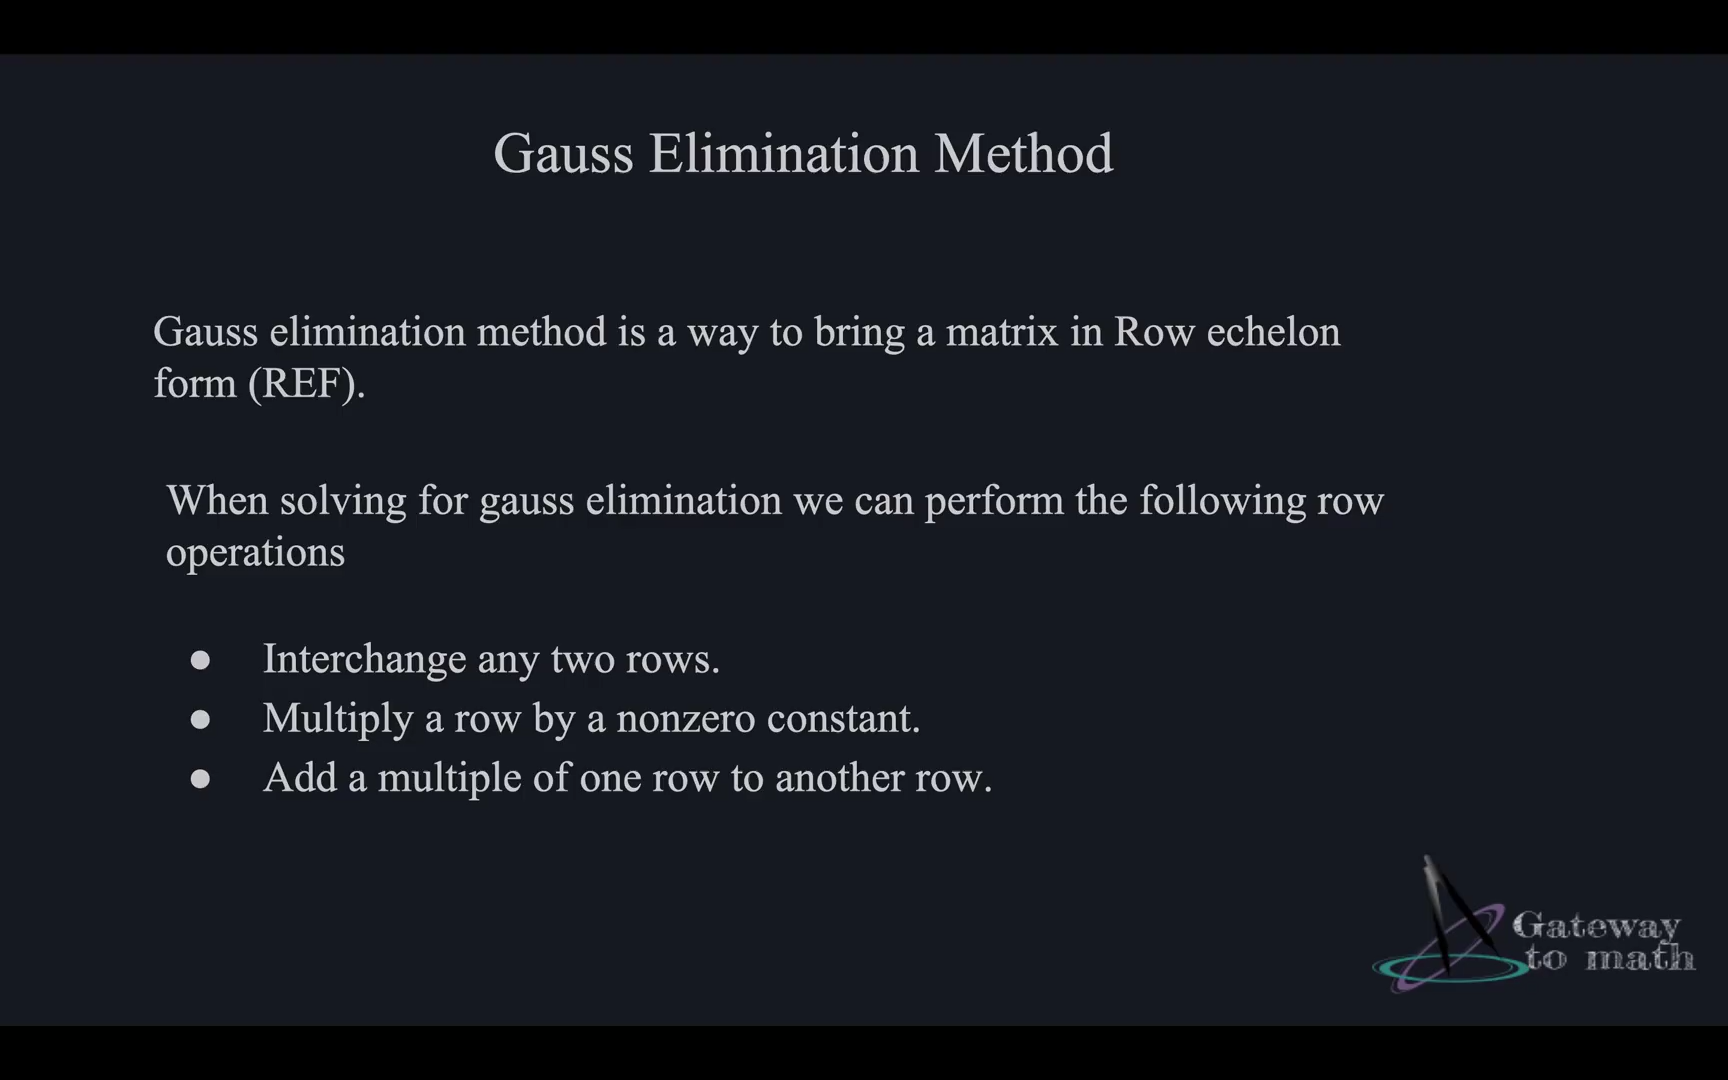 Gauss Elimination Method
Gauss elimination method is a way to bring a matrix in Row echelon
form (REF).
When solving for gauss elimination we can perform the following row
operations
● Interchange any two rows.
● Multiply a row by a nonzero constant.
● Add a multiple of one row to another row.
Gateway
to math